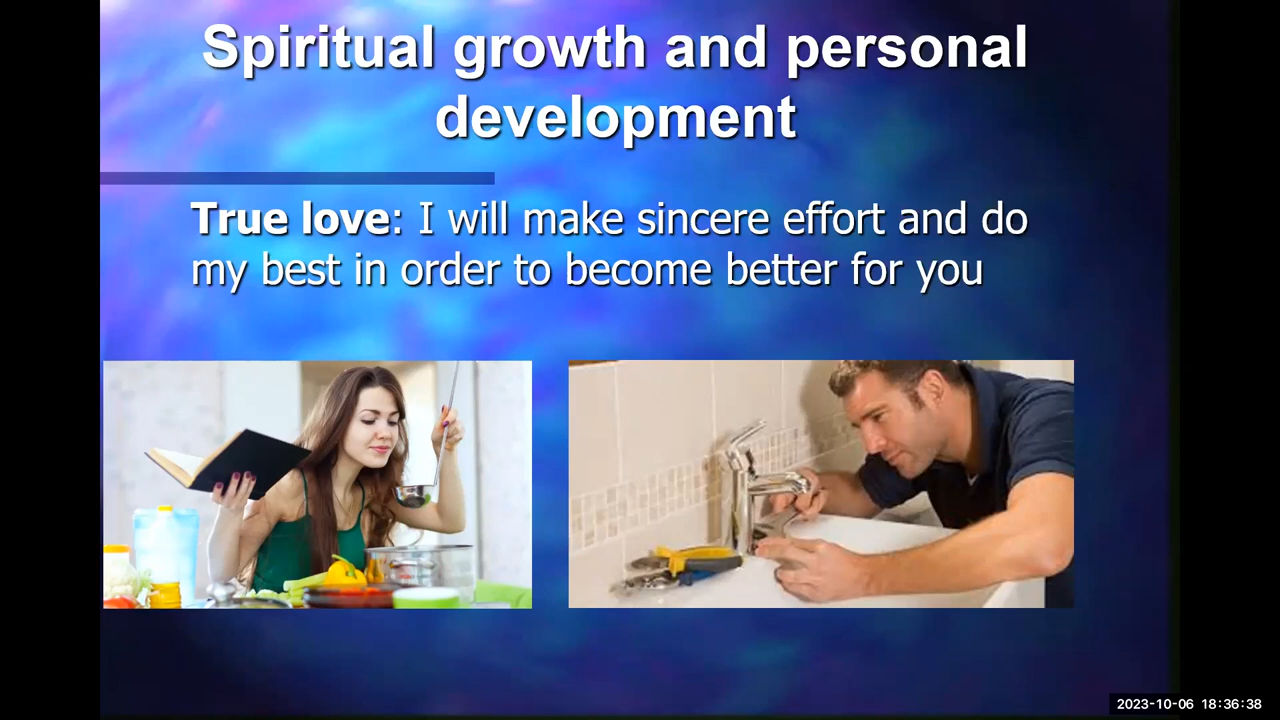 Spiritual growth and personal
development
True love: I will make sincere effort and do
my best in order to become better for you
2023-10-06 18:36:38